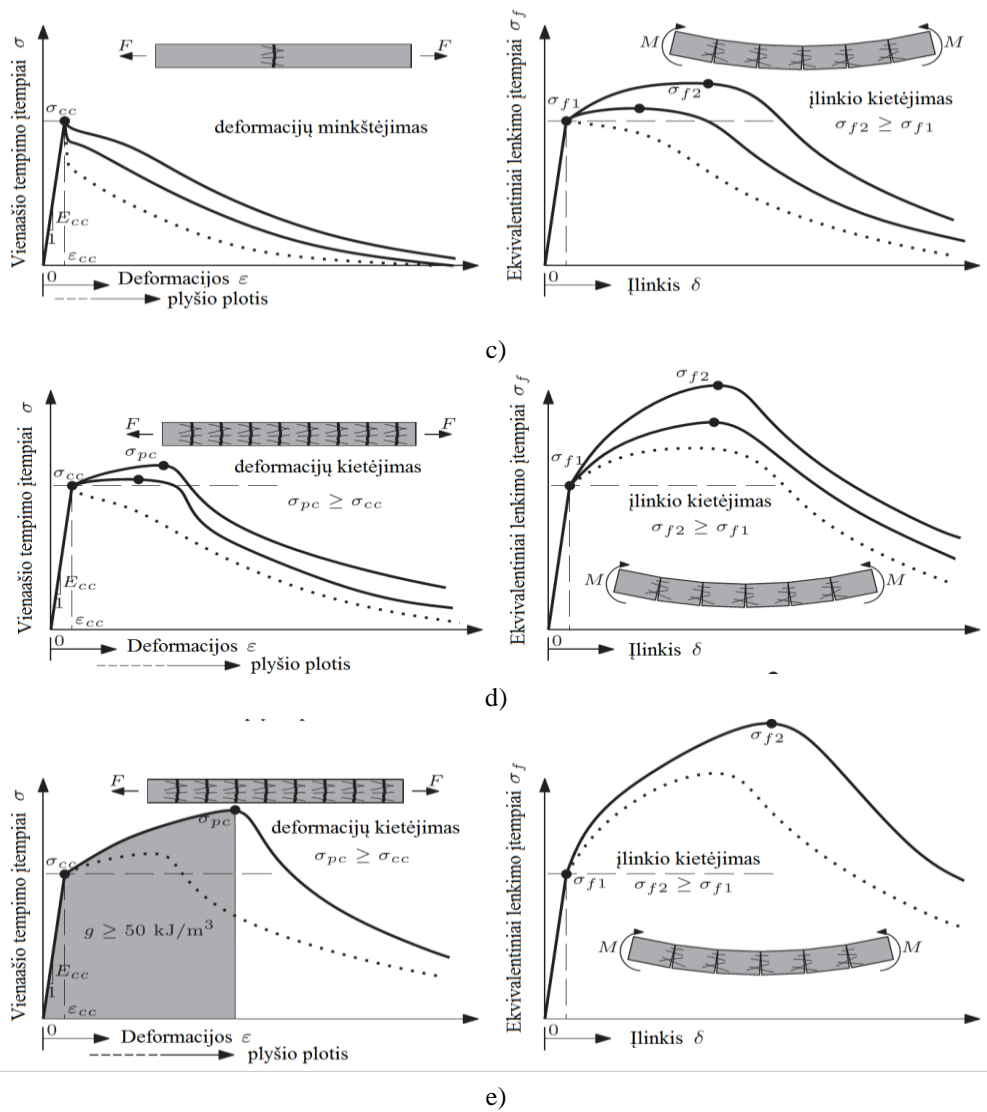 Vienaašio tempimo įtempiai σ
F
F
σcc
deformacijų minkštėjimas
Ecc
1
εcc
0
Deformacijos ε
plyšio plotis
Ekvivalentiniai lenkimo įtempiai σf
M
M
σf1
σf2
įlinkio kietėjimas
σf2 ≥ σf1
0
Įlinkis δ
c)
Vienaašio tempimo įtempiai σ
F
F
σpc
σcc
deformacijų kietėjimas
σpc ≥ σcc
Ecc
1
εcc
0
Deformacijos ε
plyšio plotis
Ekvivalentiniai lenkimo įtempiai σf
σf2
σf1
įlinkio kietėjimas
σf2 ≥ σf1
M
M
0
Įlinkis δ
d)
Vienaašio tempimo įtempiai σ
F
F
σpc
deformacijų kietėjimas
σcc
σpc ≥ σcc
g ≥ 50 kJ/m³
Ecc
1
εcc
0
Deformacijos ε
plyšio plotis
Ekvivalentiniai lenkimo įtempiai σf
σf2
įlinkio kietėjimas
σf1
σf2 ≥ σf1
M
M
0
Įlinkis δ
e)